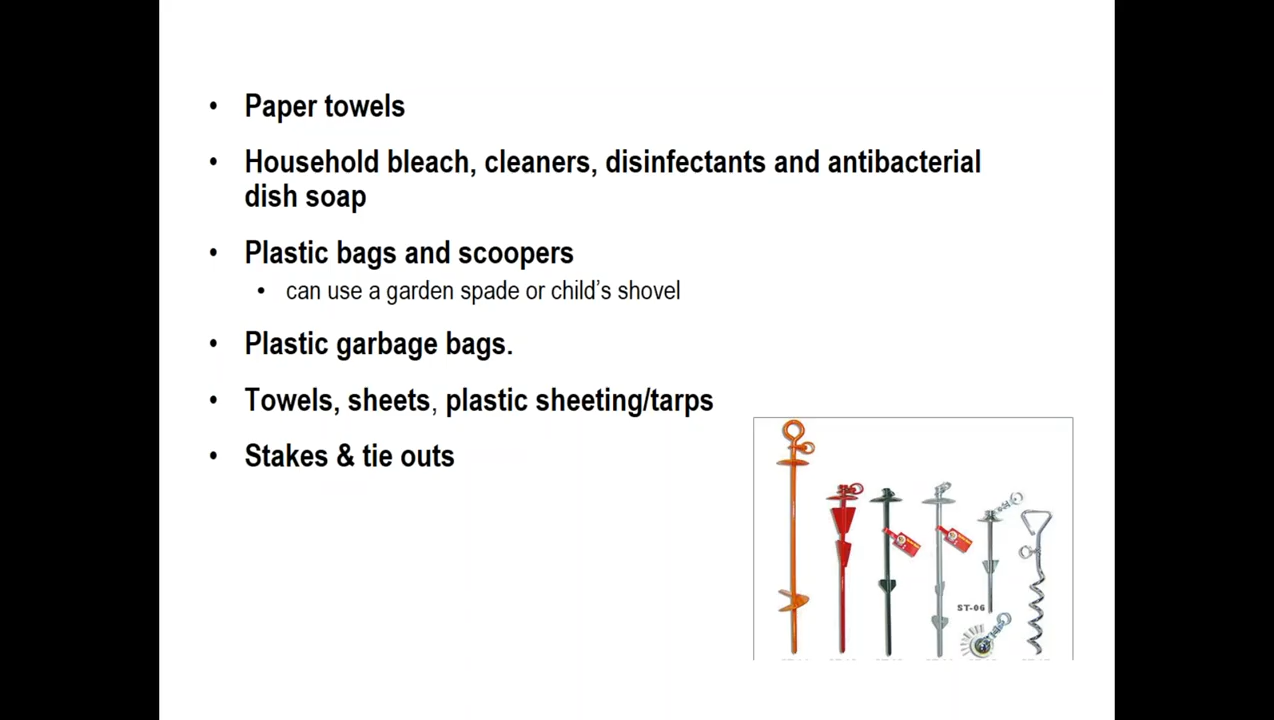 • Paper towels
• Household bleach, cleaners, disinfectants and antibacterial
dish soap
• Plastic bags and scoopers
• can use a garden spade or child's shovel
• Plastic garbage bags.
• Towels, sheets, plastic sheeting/tarps
• Stakes & tie outs
ST-06